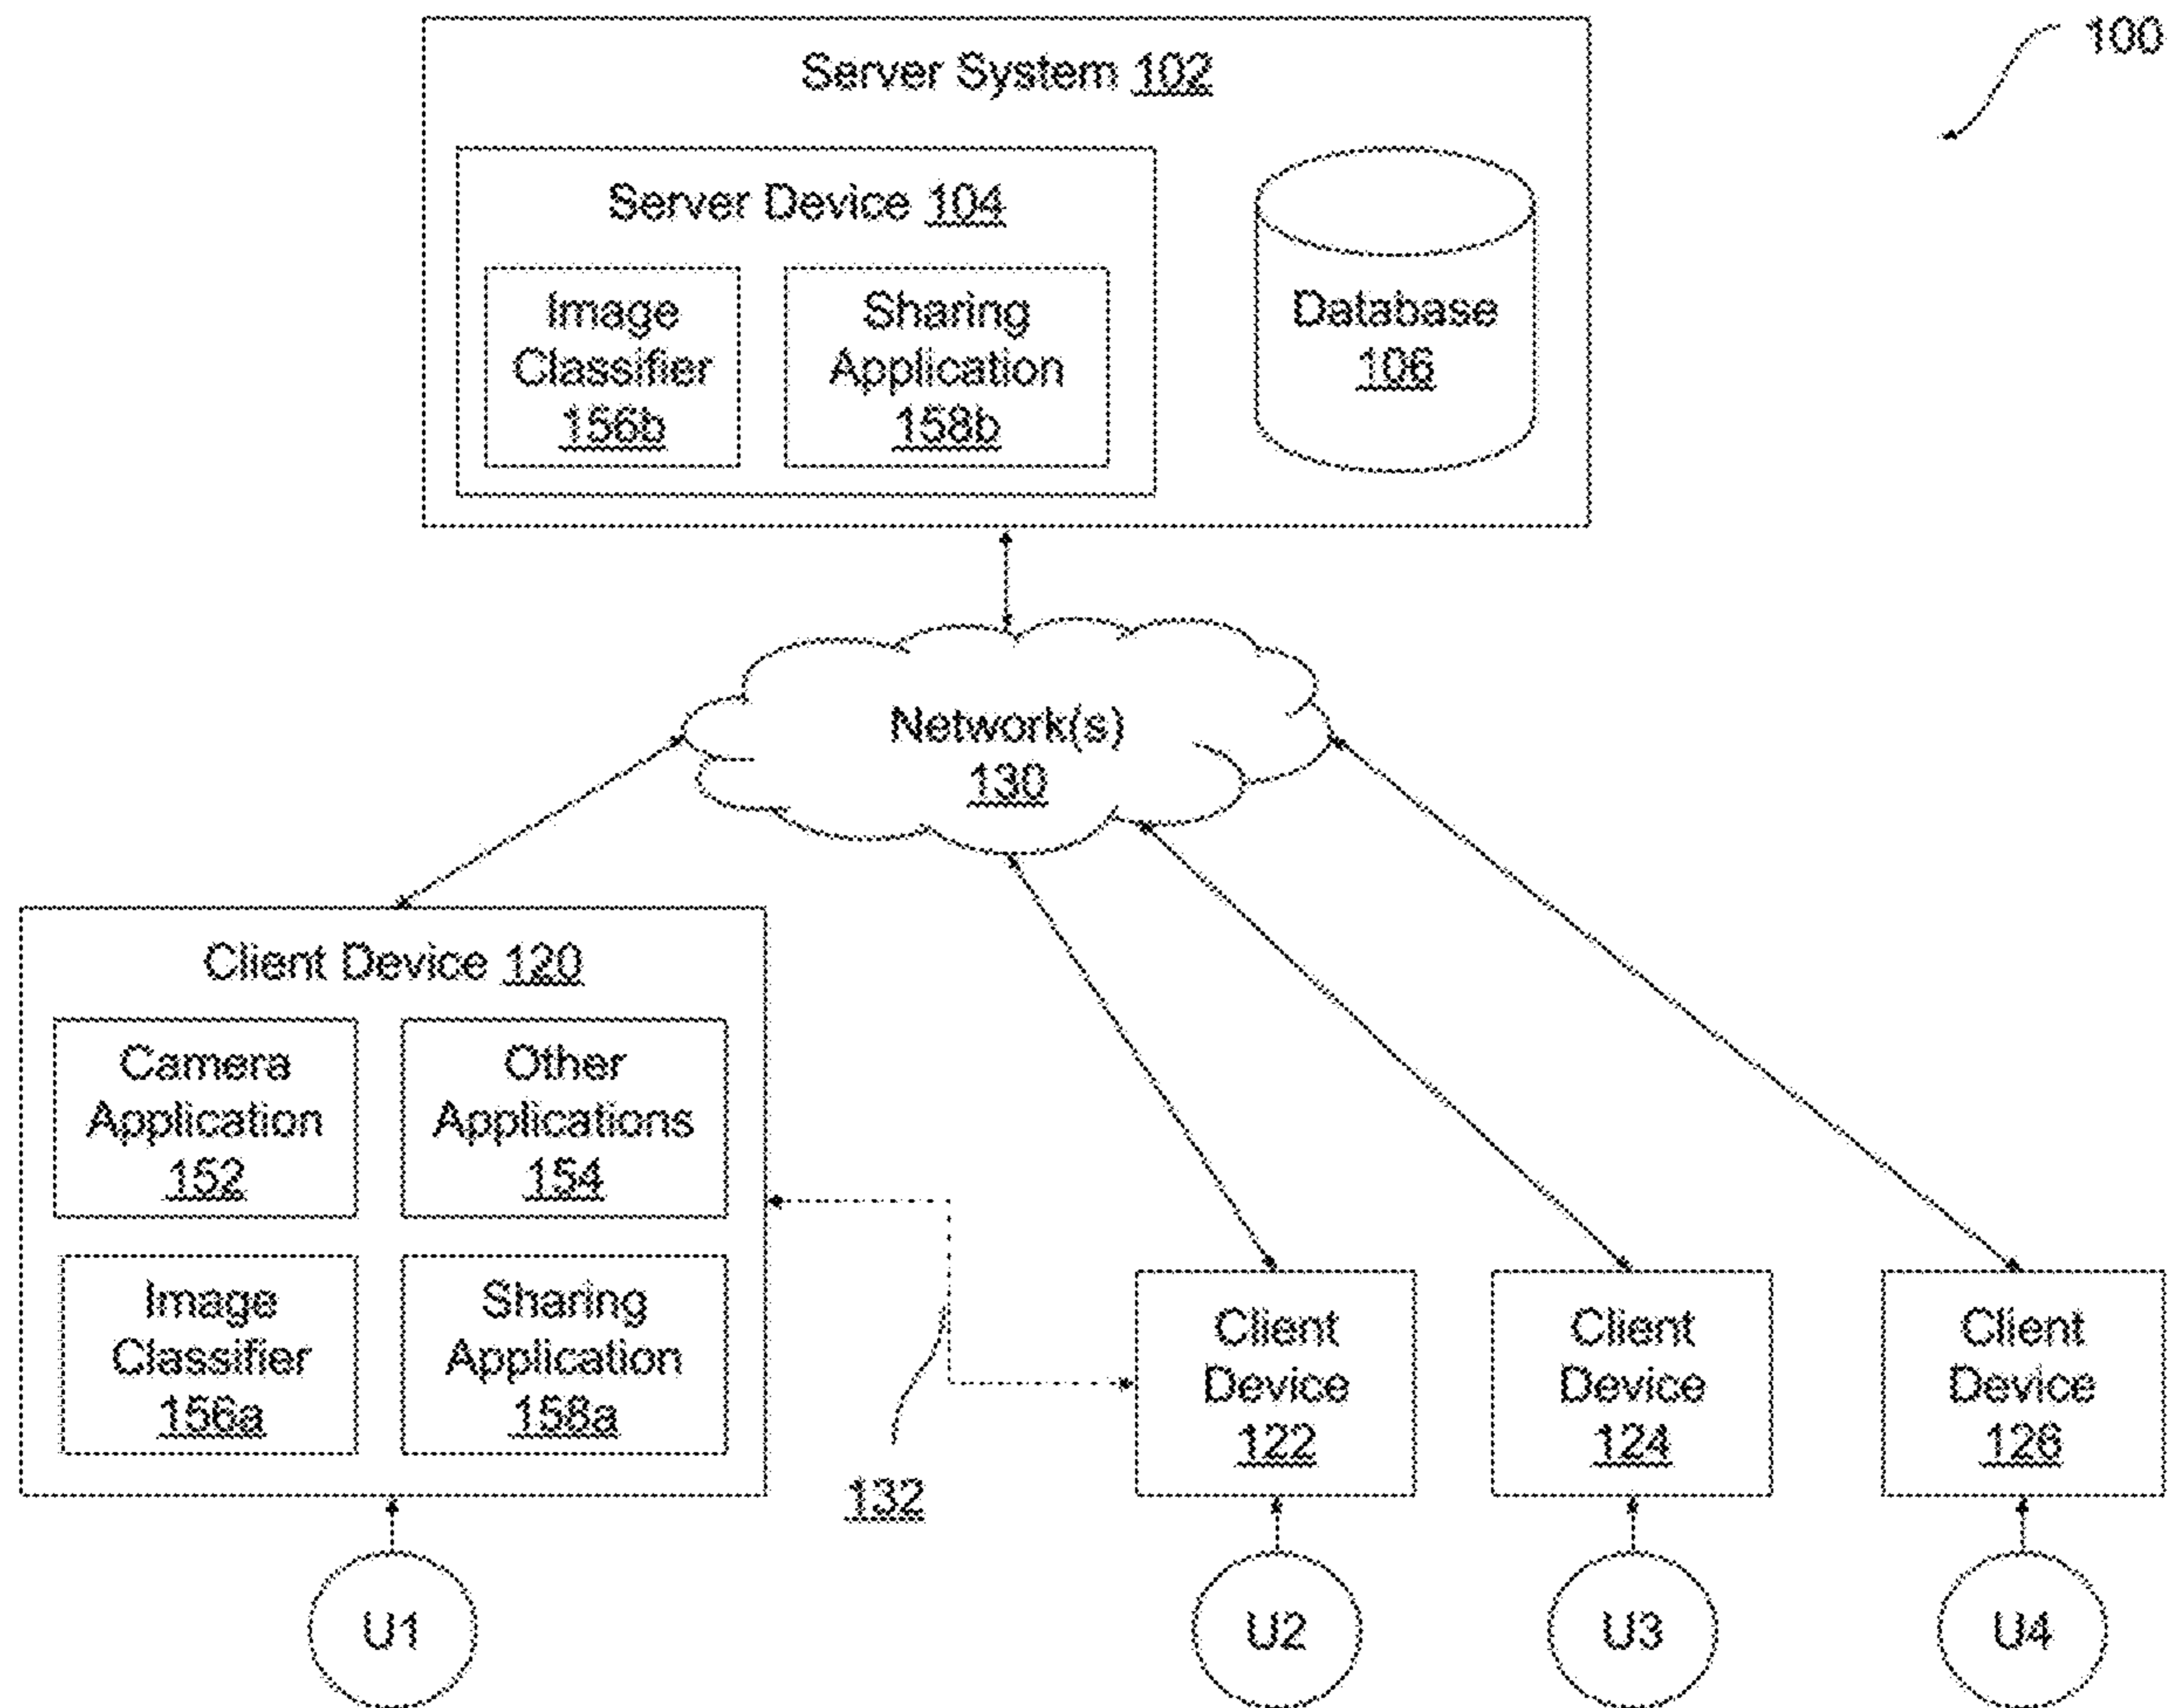 100
Server System 102
Server Device 104
Image
Classifier
156b
Sharing
Application
158b
Database
106
Network(s)
130
Client Device 120
Camera
Application
152
Other
Applications
154
Image
Classifier
156a
Sharing
Application
158a
132
Client
Device
122
Client
Device
124
Client
Device
126
U1
U2
U3
U4